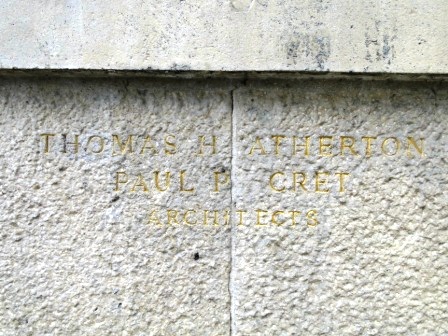 THOMAS H. ATHERTON
PAUL P. CRET
ARCHITECTS